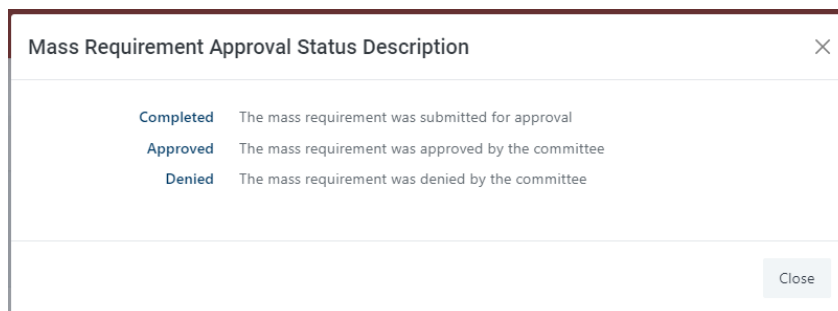 Mass Requirement Approval Status Description
Completed The mass requirement was submitted for approval
Approved The mass requirement was approved by the committee
Denied The mass requirement was denied by the committee
Close